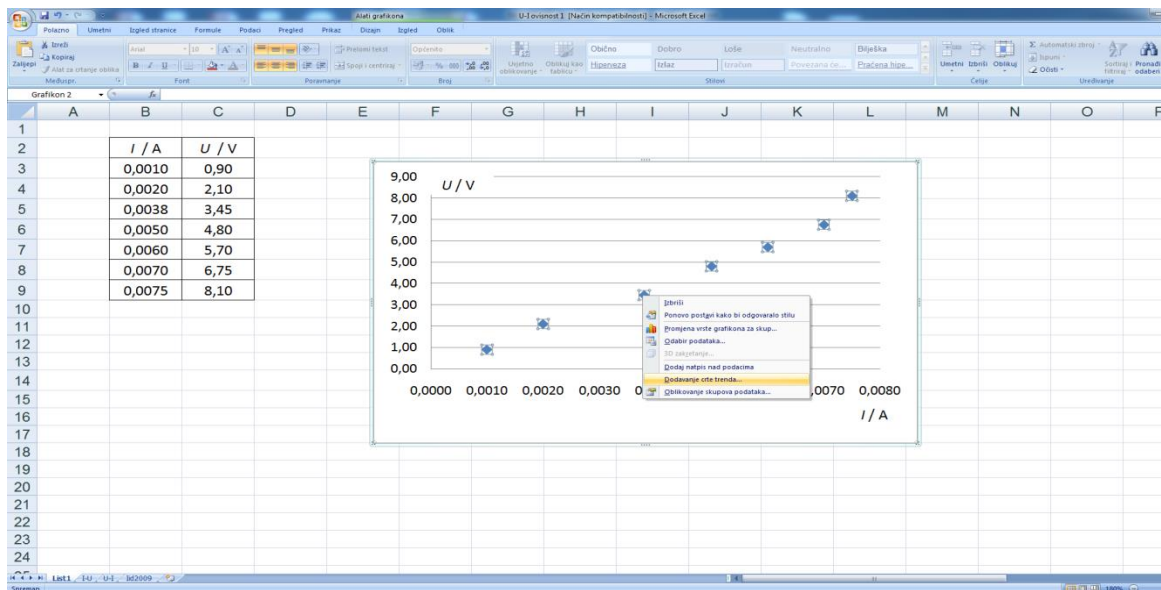 Alati grafikona
U-I ovisnost 1 [Način kompatibilnosti] - Microsoft Excel
Polazno Umetni Izgled stranice Formule Podaci Pregled Prikaz Dizajn Izgled Oblik
Zalijepi
Izreži
Kopiraj
Alat za crtanje oblika
Međuspr.
Arial 10
Font
Prelomi tekst
Spoji i centriraj
Poravnanje
Općenito
Broj
Uvjetno oblikovanje
Oblikuj kao tablicu
Obično Dobro Loše Neutralno Bilješka
Hiperveza Izlaz Izračun Povezana će... Praćena hipe...
Stilovi
Umetni Izbriši Oblikuj
Ćelije
Automatski zbroj
Ispuni
Očisti
Sortiraj i filtriraj
Pronađi odaberi
Uređivanje
Grafikon 2 fx
A B C D E F G H I J K L M N O P
1
2 I / A U / V
3 0,0010 0,90
4 0,0020 2,10
5 0,0038 3,45
6 0,0050 4,80
7 0,0060 5,70
8 0,0070 6,75
9 0,0075 8,10
10
11
12
13
14
15
16
17
18
19
20
21
22
23
24
U / V
9,00
8,00
7,00
6,00
5,00
4,00
3,00
2,00
1,00
0,00
0,0000 0,0010 0,0020 0,0030 0,0070 0,0080
I / A
Izbriši
Ponovo postavi kako bi odgovaralo stilu
Promjena vrste grafikona za skup...
Odabir podataka...
3D zakretanje...
Dodaj natpis nad podacima
Dodavanje crte trenda...
Oblikovanje skupova podataka...
List1 I-U U-I Id2009
Spreman
100%